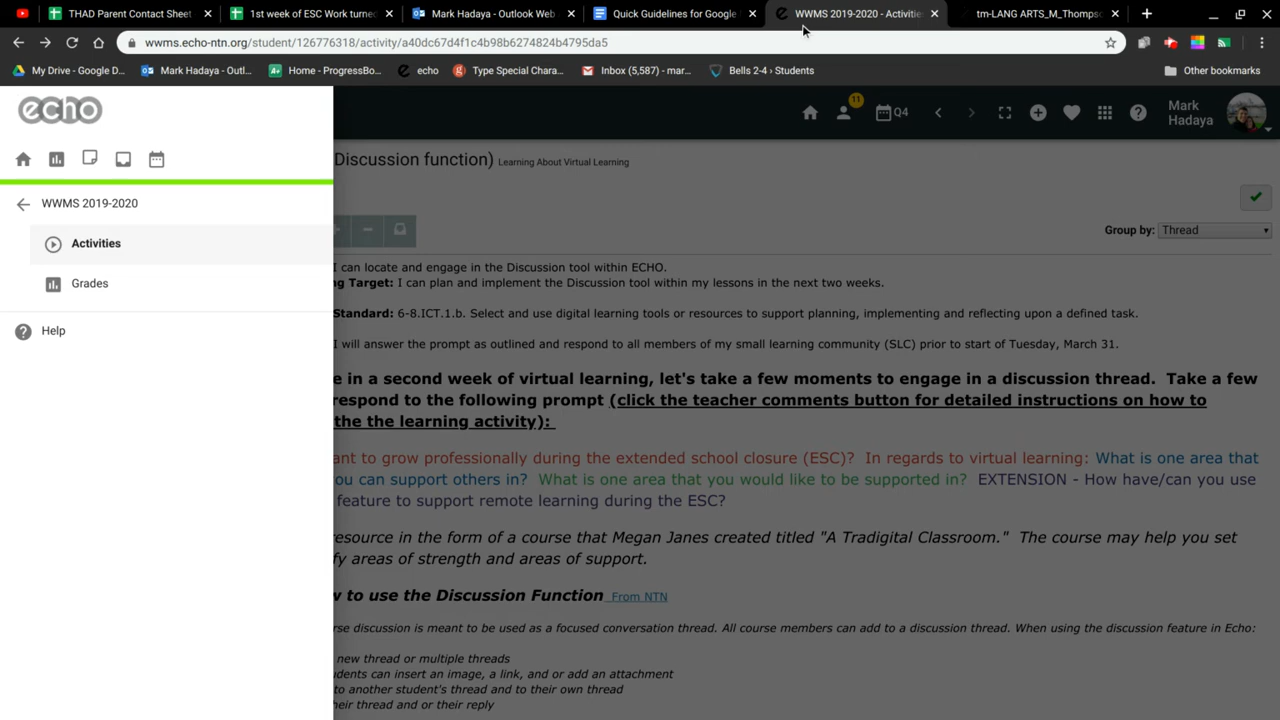 THAD Parent Contact Sheet
1st week of ESC Work turned
Mark Hadaya - Outlook Web
Quick Guidelines for Google
WWMS 2019-2020 - Activitie
tm-LANG ARTS_M_Thomps
wwms.echo-ntn.org/student/126776318/activity/a40dc67d4f1c4b98b6274824b4795da5
My Drive - Google D...
Mark Hadaya - Outl...
A+ Home - ProgressBo...
echo
Type Special Chara...
Inbox (5,587) - mar...
Bells 2-4 › Students
Other bookmarks
echo
11
Q4
Mark Hadaya
Discussion function) Learning About Virtual Learning
WWMS 2019-2020
Group by: Thread
Activities
Grades
Help
I can locate and engage in the Discussion tool within ECHO.
g Target: I can plan and implement the Discussion tool within my lessons in the next two weeks.
Standard: 6-8.ICT.1.b. Select and use digital learning tools or resources to support planning, implementing and reflecting upon a defined task.
I will answer the prompt as outlined and respond to all members of my small learning community (SLC) prior to start of Tuesday, March 31.
e in a second week of virtual learning, let's take a few moments to engage in a discussion thread. Take a few
respond to the following prompt (click the teacher comments button for detailed instructions on how to
the the learning activity):
ant to grow professionally during the extended school closure (ESC)? In regards to virtual learning: What is one area that
you can support others in? What is one area that you would like to be supported in? EXTENSION - How have/can you use
feature to support remote learning during the ESC?
resource in the form of a course that Megan Janes created titled "A Tradigital Classroom." The course may help you set
fy areas of strength and areas of support.
w to use the Discussion Function From NTN
rse discussion is meant to be used as a focused conversation thread. All course members can add to a discussion thread. When using the discussion feature in Echo:
new thread or multiple threads
udents can insert an image, a link, and or add an attachment
to another student's thread and to their own thread
heir thread and or their reply